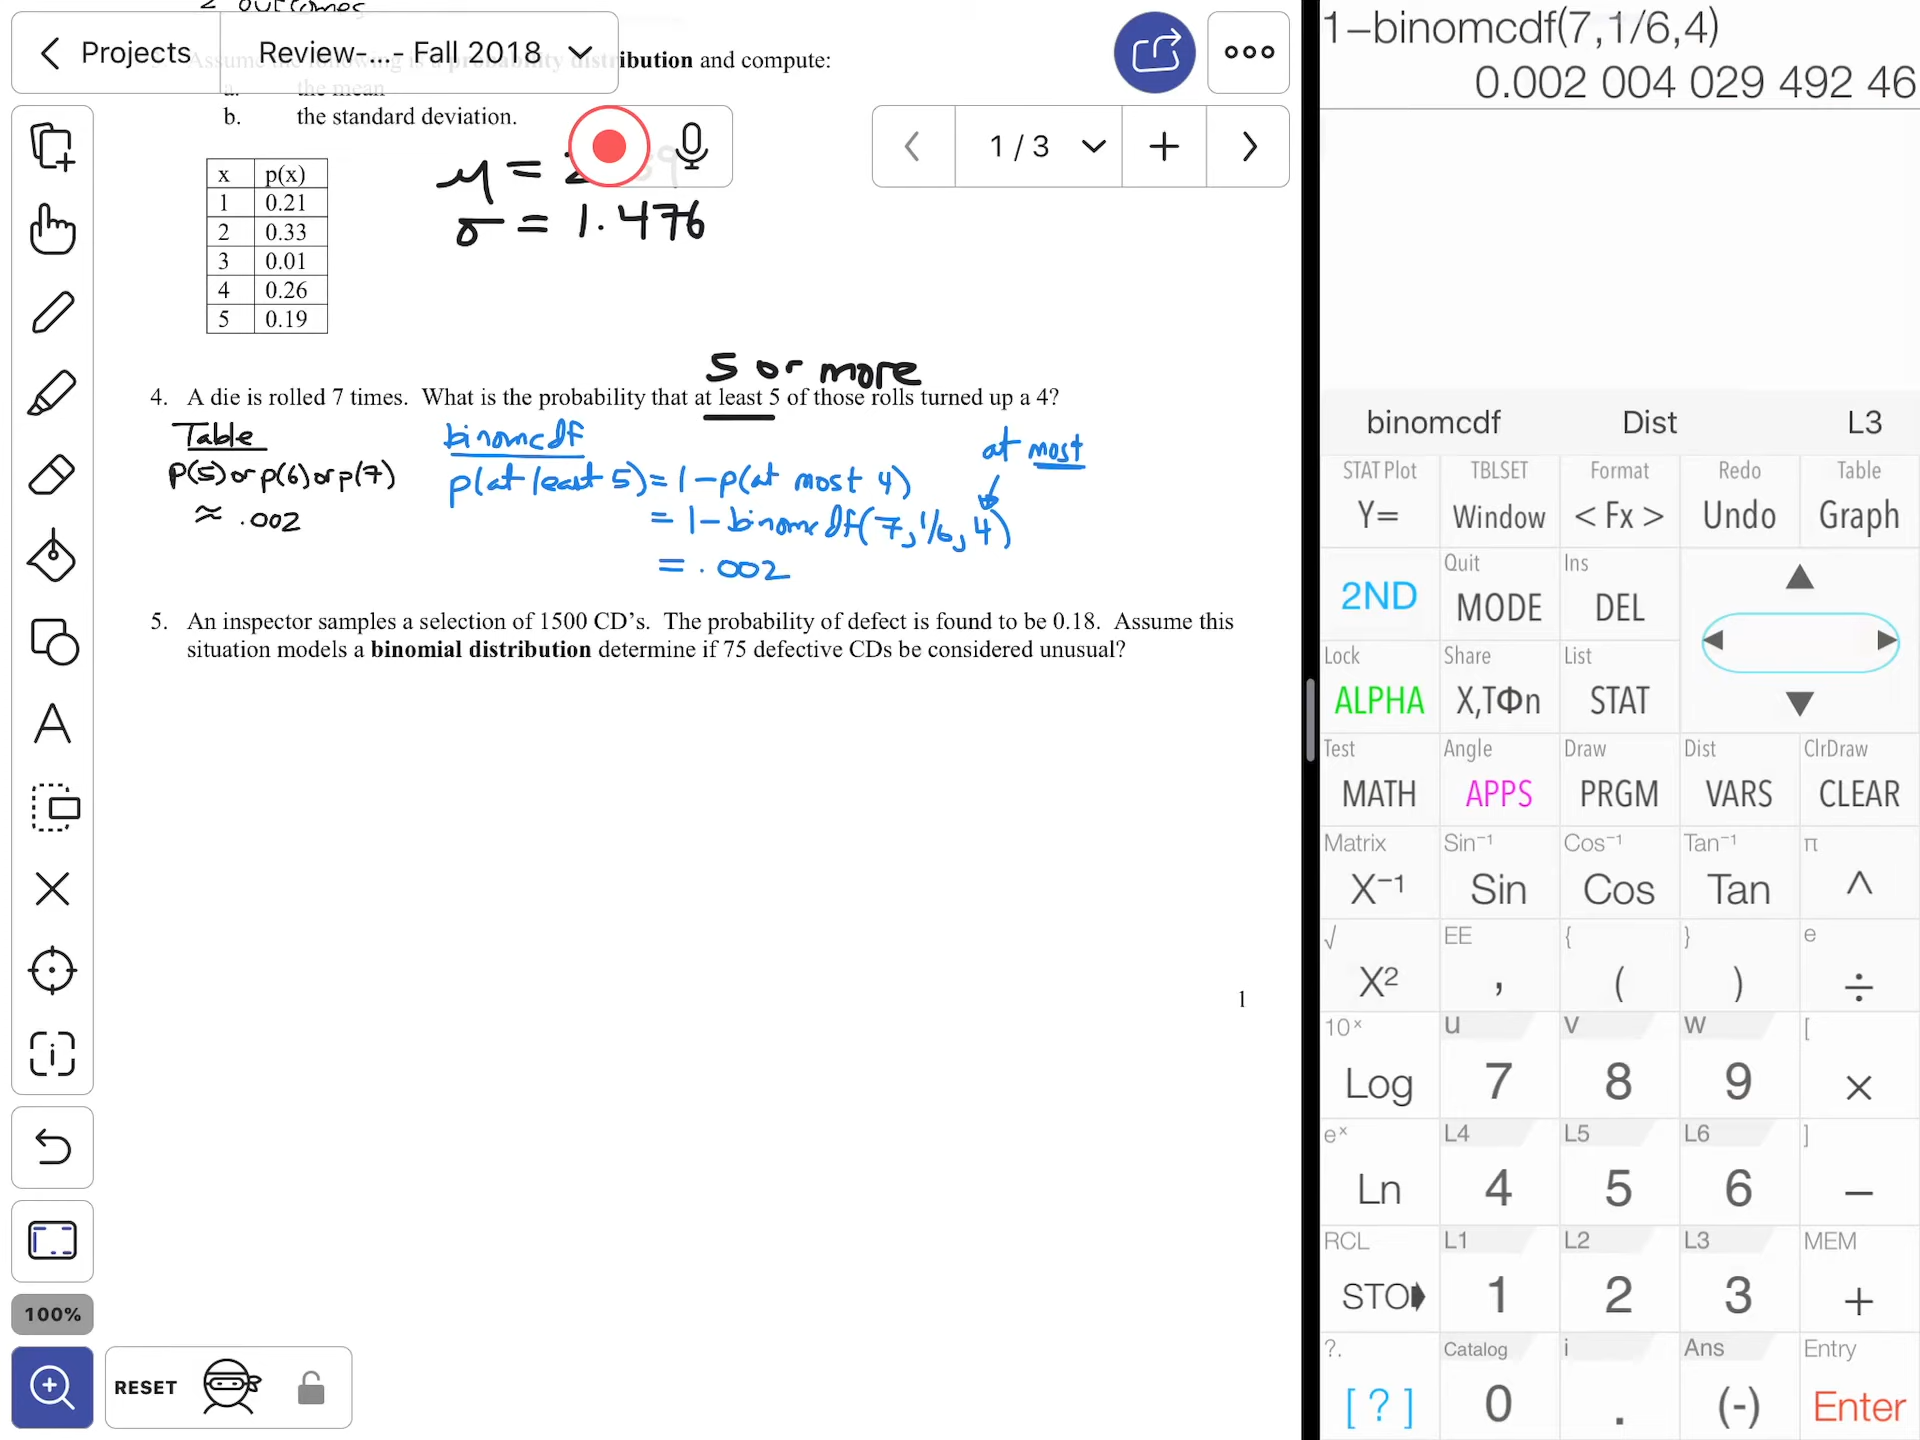 2 outcomes
Projects
Review-... - Fall 2018
ibution and compute:
a. the mean
b. the standard deviation.
1 / 3
x p(x)
1 0.21
2 0.33
3 0.01
4 0.26
5 0.19
μ =
σ = 1.476
5 or more
4. A die is rolled 7 times. What is the probability that at least 5 of those rolls turned up a 4?
Table
P(5) or p(6) or p(7)
≈ .002
binomcdf
p(at least 5) = 1 - p(at most 4)
= 1 - binomcdf(7, 1/6, 4)
= .002
at most
5. An inspector samples a selection of 1500 CD's. The probability of defect is found to be 0.18. Assume this
situation models a binomial distribution determine if 75 defective CDs be considered unusual?
1
100%
RESET
1−binomcdf(7,1/6,4)
0.002 004 029 492 46
binomcdf Dist L3
STAT Plot TBLSET Format Redo Table
Y= Window < Fx > Undo Graph
Quit Ins
2ND MODE DEL
Lock Share List
ALPHA X,TΦn STAT
Test Angle Draw Dist ClrDraw
MATH APPS PRGM VARS CLEAR
Matrix Sin⁻¹ Cos⁻¹ Tan⁻¹ π
X⁻¹ Sin Cos Tan ^
√ EE { } e
X² , ( ) ÷
10ˣ u v w [
Log 7 8 9 ×
eˣ L4 L5 L6 ]
Ln 4 5 6 −
RCL L1 L2 L3 MEM
STO 1 2 3 +
?. Catalog i Ans Entry
[ ? ] 0 . (-) Enter